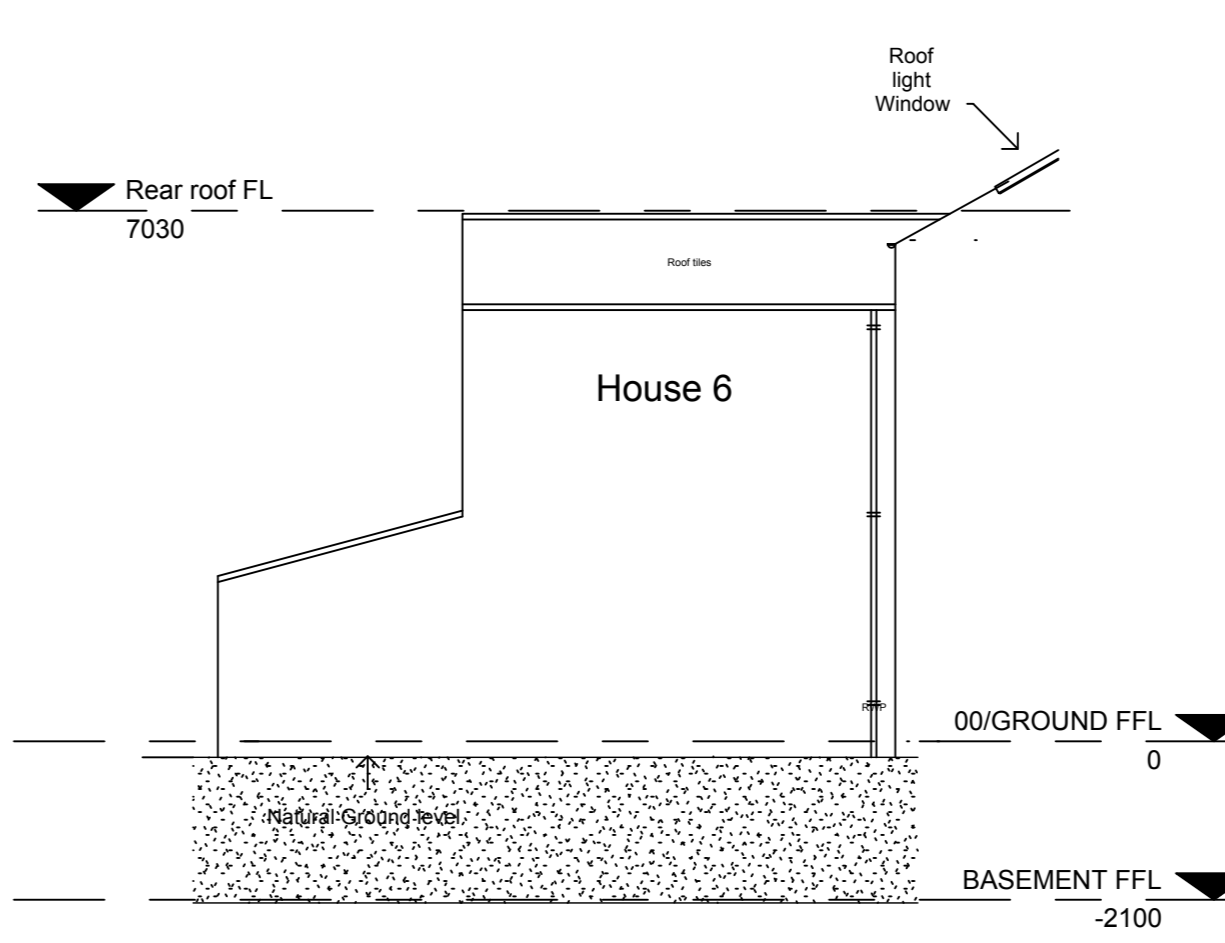 Roof
light
Window
Rear roof FL
7030
Roof tiles
House 6
RWP
00/GROUND FFL
0
Natural Ground level
BASEMENT FFL
-2100